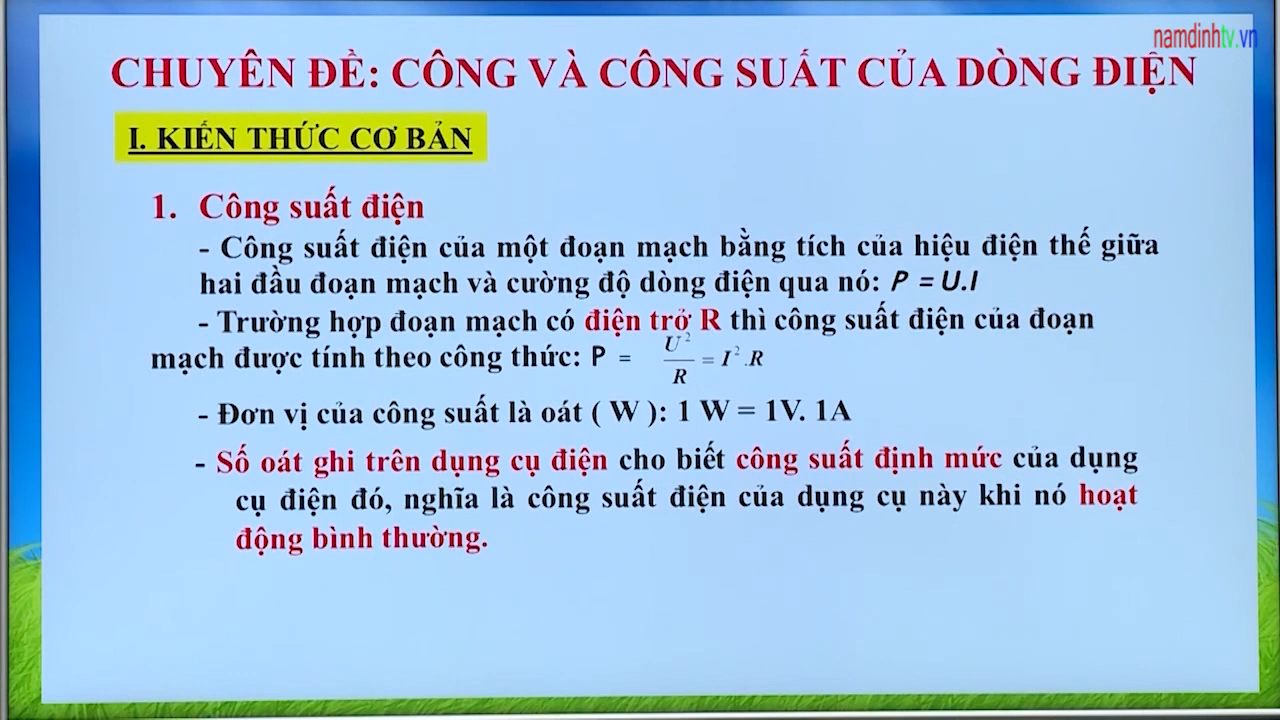 namdinhtv.vn
CHUYÊN ĐỀ: CÔNG VÀ CÔNG SUẤT CỦA DÒNG ĐIỆN
I. KIẾN THỨC CƠ BẢN
1. Công suất điện
- Công suất điện của một đoạn mạch bằng tích của hiệu điện thế giữa
hai đầu đoạn mạch và cường độ dòng điện qua nó: P = U.I
- Trường hợp đoạn mạch có điện trở R thì công suất điện của đoạn
mạch được tính theo công thức: P = U²/R = I².R
- Đơn vị của công suất là oát ( W ): 1 W = 1V. 1A
- Số oát ghi trên dụng cụ điện cho biết công suất định mức của dụng
cụ điện đó, nghĩa là công suất điện của dụng cụ này khi nó hoạt
động bình thường.